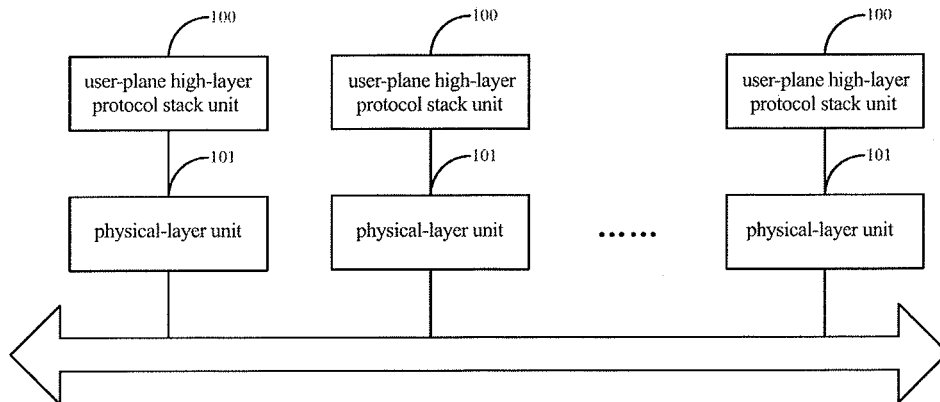 100
100
100
user-plane high-layer
protocol stack unit
user-plane high-layer
protocol stack unit
user-plane high-layer
protocol stack unit
101
101
101
physical-layer unit
physical-layer unit
......
physical-layer unit